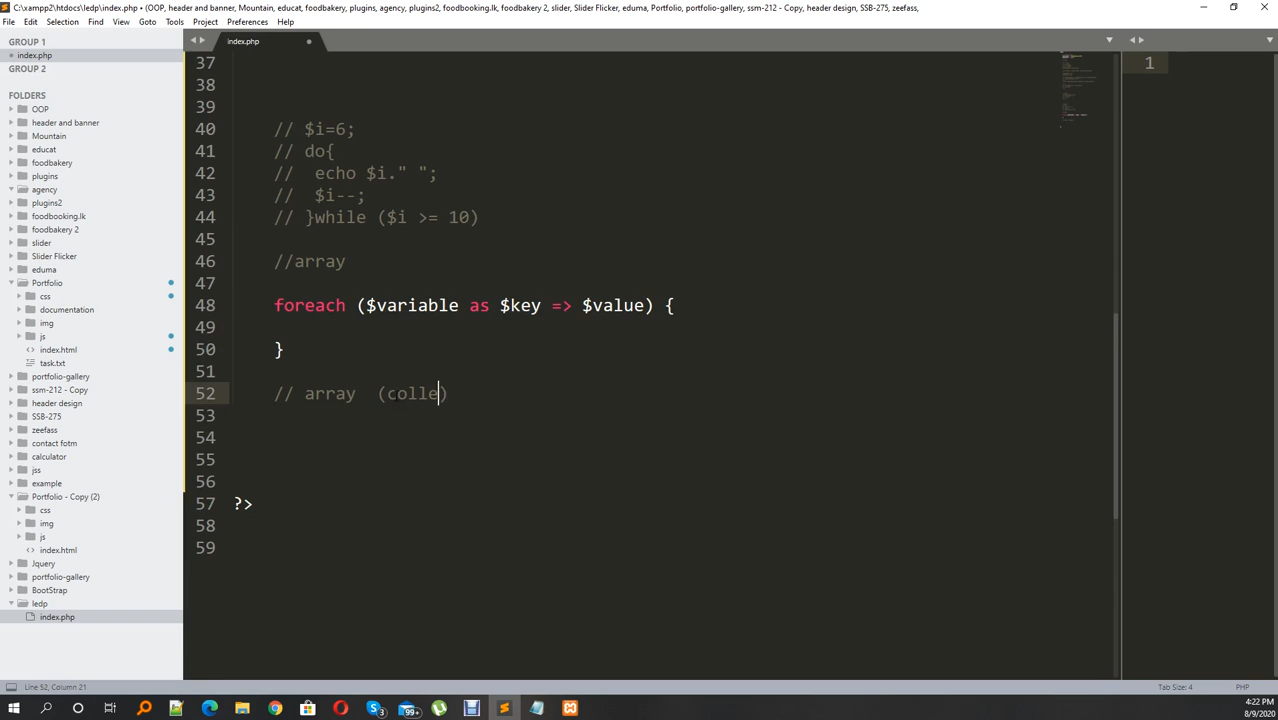 C:\xampp2\htdocs\ledp\index.php • (OOP, header and banner, Mountain, educat, foodbakery, plugins, agency, plugins2, foodbooking.lk, foodbakery 2, slider, Slider Flicker, eduma, Portfolio, portfolio-gallery, ssm-212 - Copy, header design, SSB-275, zeefass,
File Edit Selection Find View Goto Tools Project Preferences Help
GROUP 1
index.php
GROUP 2
FOLDERS
OOP
header and banner
Mountain
educat
foodbakery
plugins
agency
plugins2
foodbooking.lk
foodbakery 2
slider
Slider Flicker
eduma
Portfolio
css
documentation
img
js
index.html
task.txt
portfolio-gallery
ssm-212 - Copy
header design
SSB-275
zeefass
contact fotm
calculator
jss
example
Portfolio - Copy (2)
css
img
js
index.html
Jquery
portfolio-gallery
BootStrap
ledp
index.php
index.php
37
38
39
40 // $i=6;
41 // do{
42 // echo $i." ";
43 // $i--;
44 // }while ($i >= 10)
45
46 //array
47
48 foreach ($variable as $key => $value) {
49
50 }
51
52 // array (colle)
53
54
55
56
57 ?>
58
59
1
Line 52, Column 21
Tab Size: 4
PHP
3
99+
4:22 PM
8/9/2020